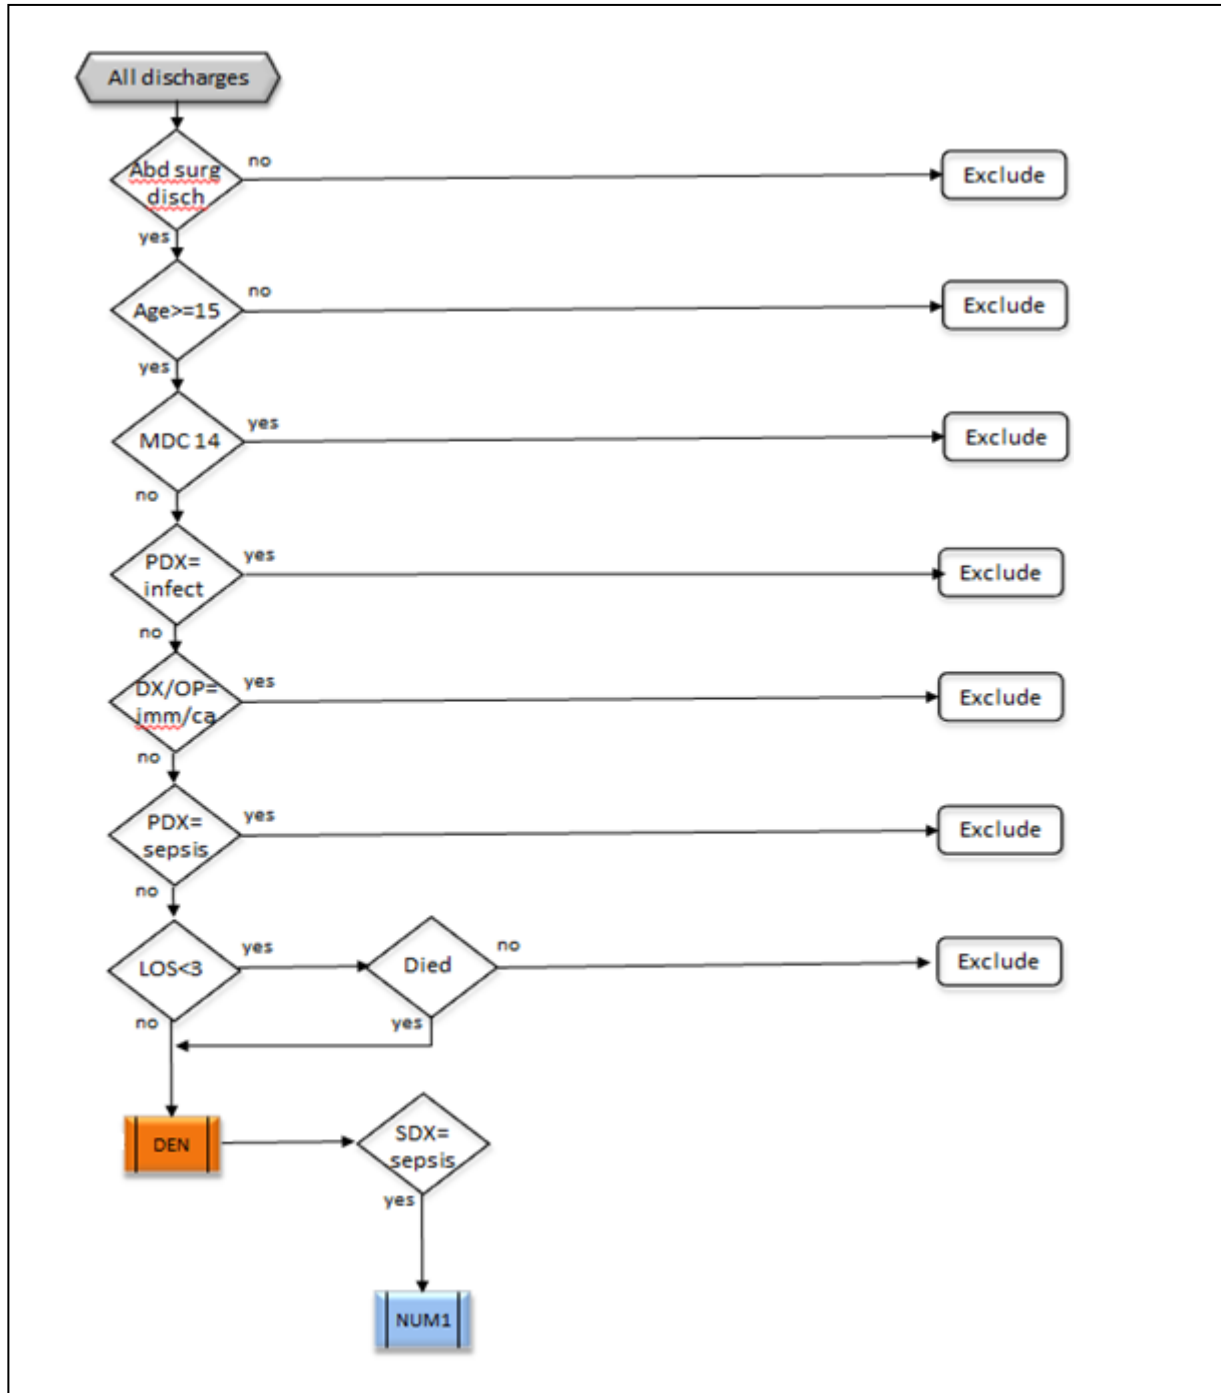 All discharges
Abd surg
disch
no
Exclude
yes
Age>=15
no
Exclude
yes
MDC 14
yes
Exclude
no
PDX=
infect
yes
Exclude
no
DX/OP=
imm/ca
yes
Exclude
no
PDX=
sepsis
yes
Exclude
no
LOS<3
yes
Died
no
Exclude
no
yes
DEN
SDX=
sepsis
yes
NUM1